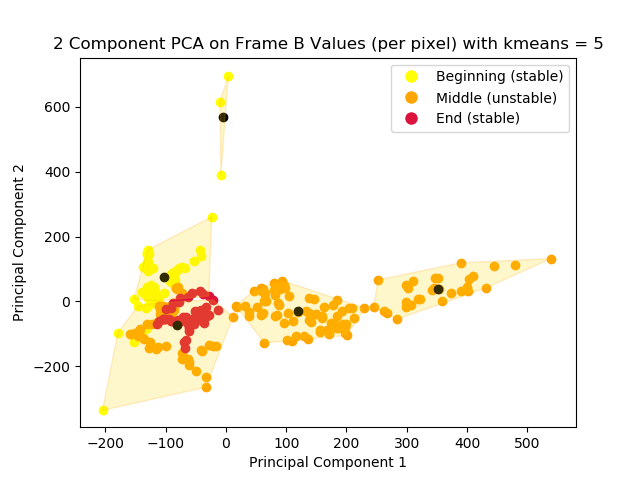 2 Component PCA on Frame B Values (per pixel) with kmeans = 5
Beginning (stable)
Middle (unstable)
End (stable)
Principal Component 2
600
400
200
0
−200
−200 −100 0 100 200 300 400 500
Principal Component 1